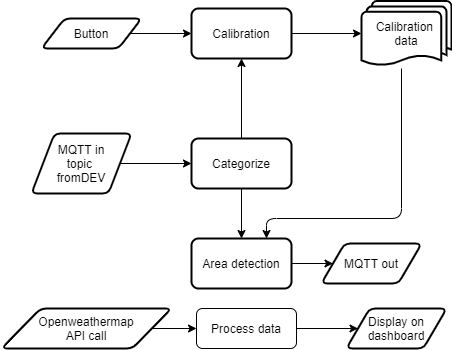 Button
Calibration
Calibration
data
MQTT in
topic
fromDEV
Categorize
Area detection
MQTT out
Openweathermap
API call
Process data
Display on
dashboard